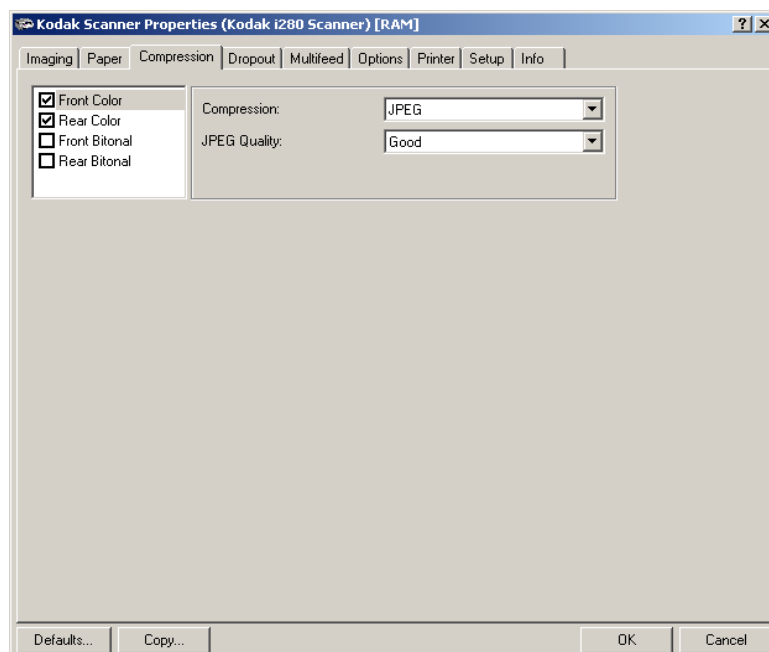 Kodak Scanner Properties (Kodak i280 Scanner) [RAM]
Imaging Paper Compression Dropout Multifeed Options Printer Setup Info
Front Color
Rear Color
Front Bitonal
Rear Bitonal
Compression: JPEG
JPEG Quality: Good
Defaults... Copy... OK Cancel